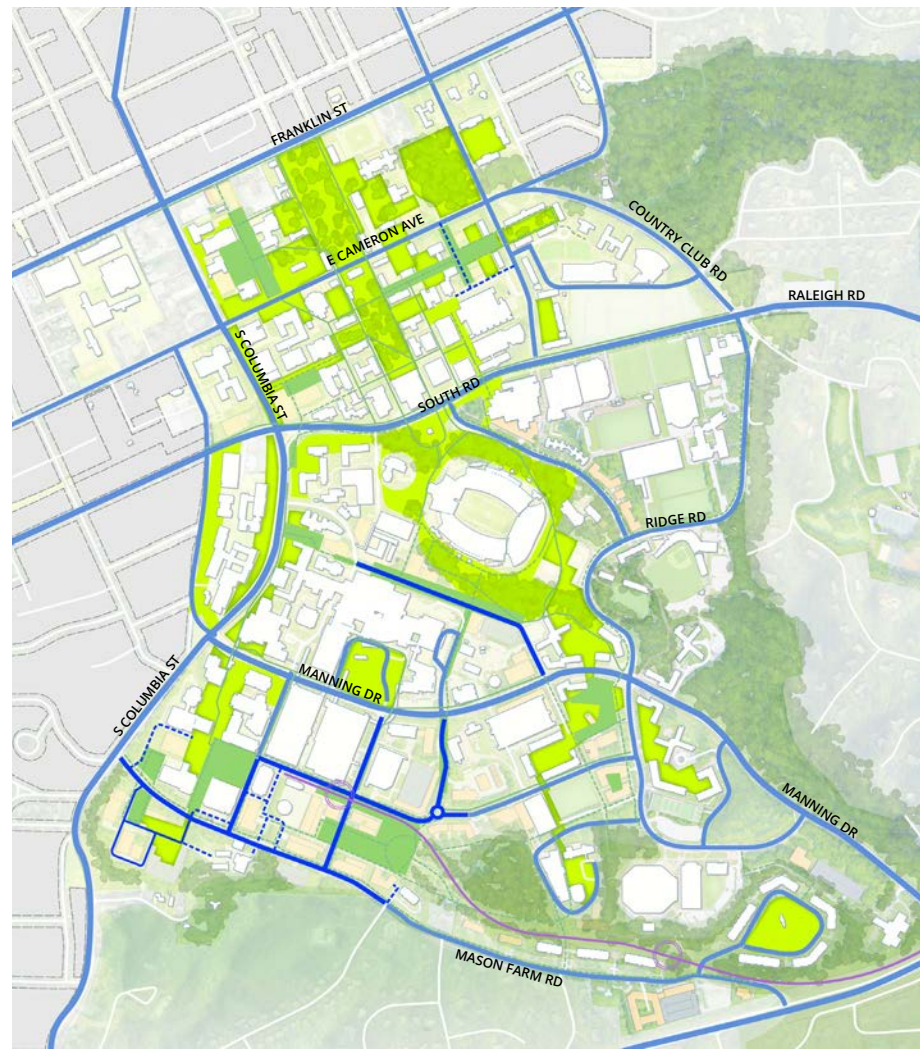 FRANKLIN ST
COUNTRY CLUB RD
E CAMERON AVE
RALEIGH RD
S COLUMBIA ST
SOUTH RD
RIDGE RD
S COLUMBIA ST
MANNING DR
MANNING DR
MASON FARM RD